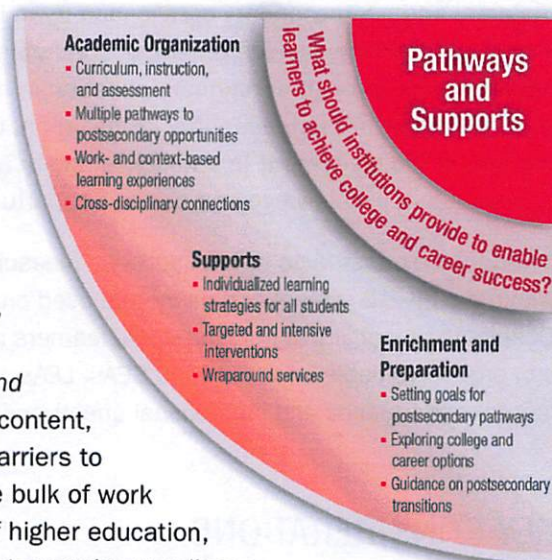 Pathways
and
Supports
What should institutions provide to enable
learners to achieve college and career success?
Academic Organization
▪ Curriculum, instruction,
and assessment
▪ Multiple pathways to
postsecondary opportunities
▪ Work- and context-based
learning experiences
▪ Cross-disciplinary connections
Supports
▪ Individualized learning
strategies for all students
▪ Targeted and intensive
interventions
▪ Wraparound services
Enrichment and
Preparation
▪ Setting goals for
postsecondary pathways
▪ Exploring college and
career options
▪ Guidance on postsecondary
transitions
content,
arriers to
bulk of work
f higher education,